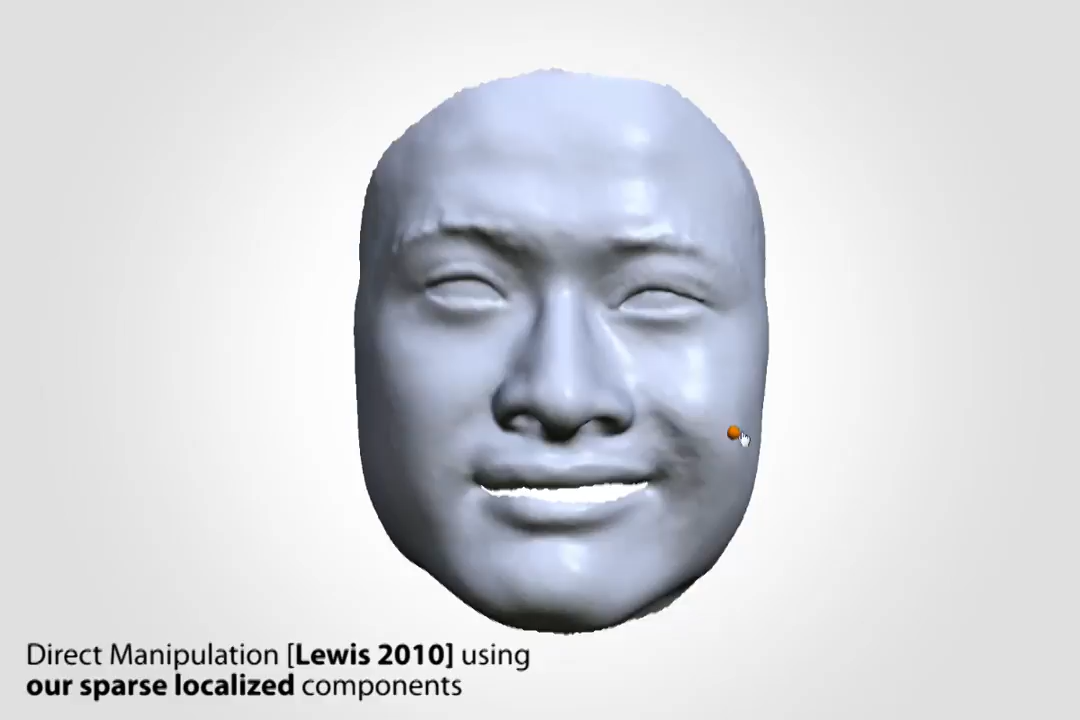 Direct Manipulation [Lewis 2010] using
our sparse localized components